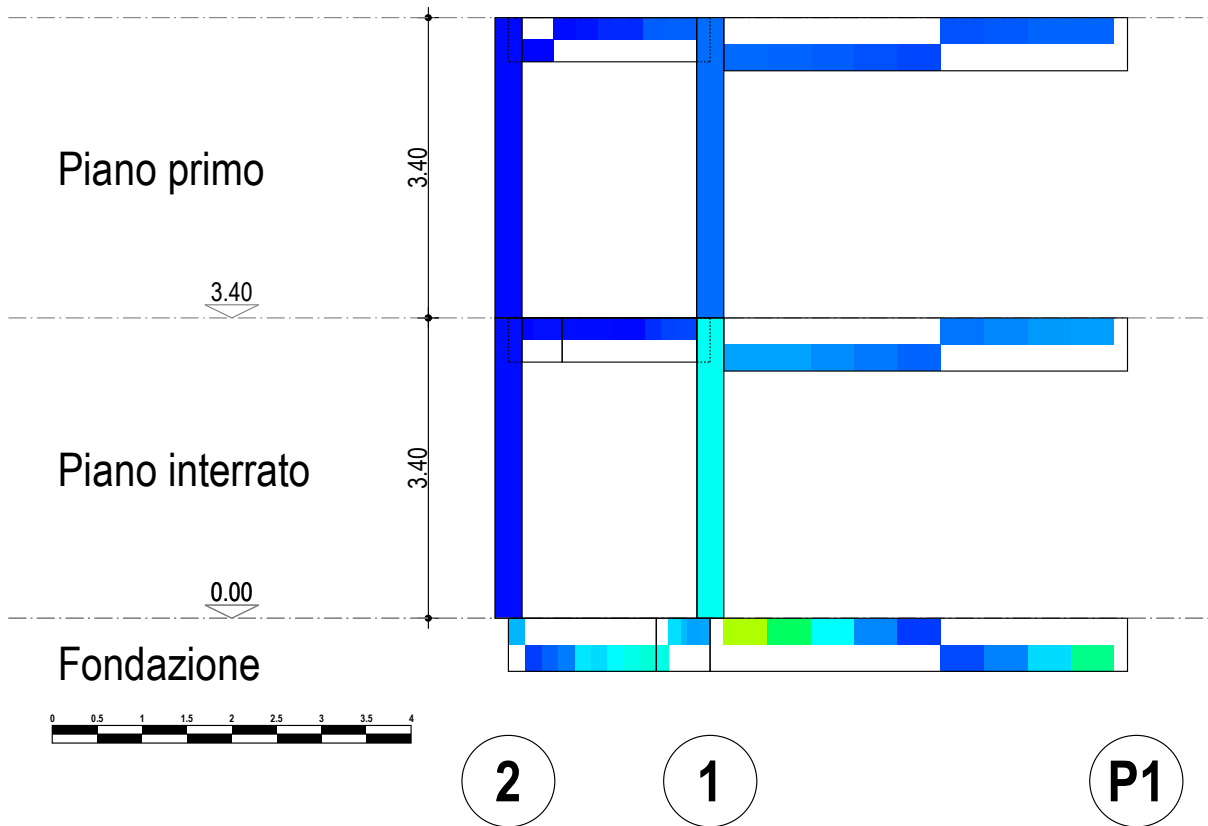 Piano primo
3.40
3.40
Piano interrato
3.40
0.00
Fondazione
0 0.5 1 1.5 2 2.5 3 3.5 4
2 1 P1